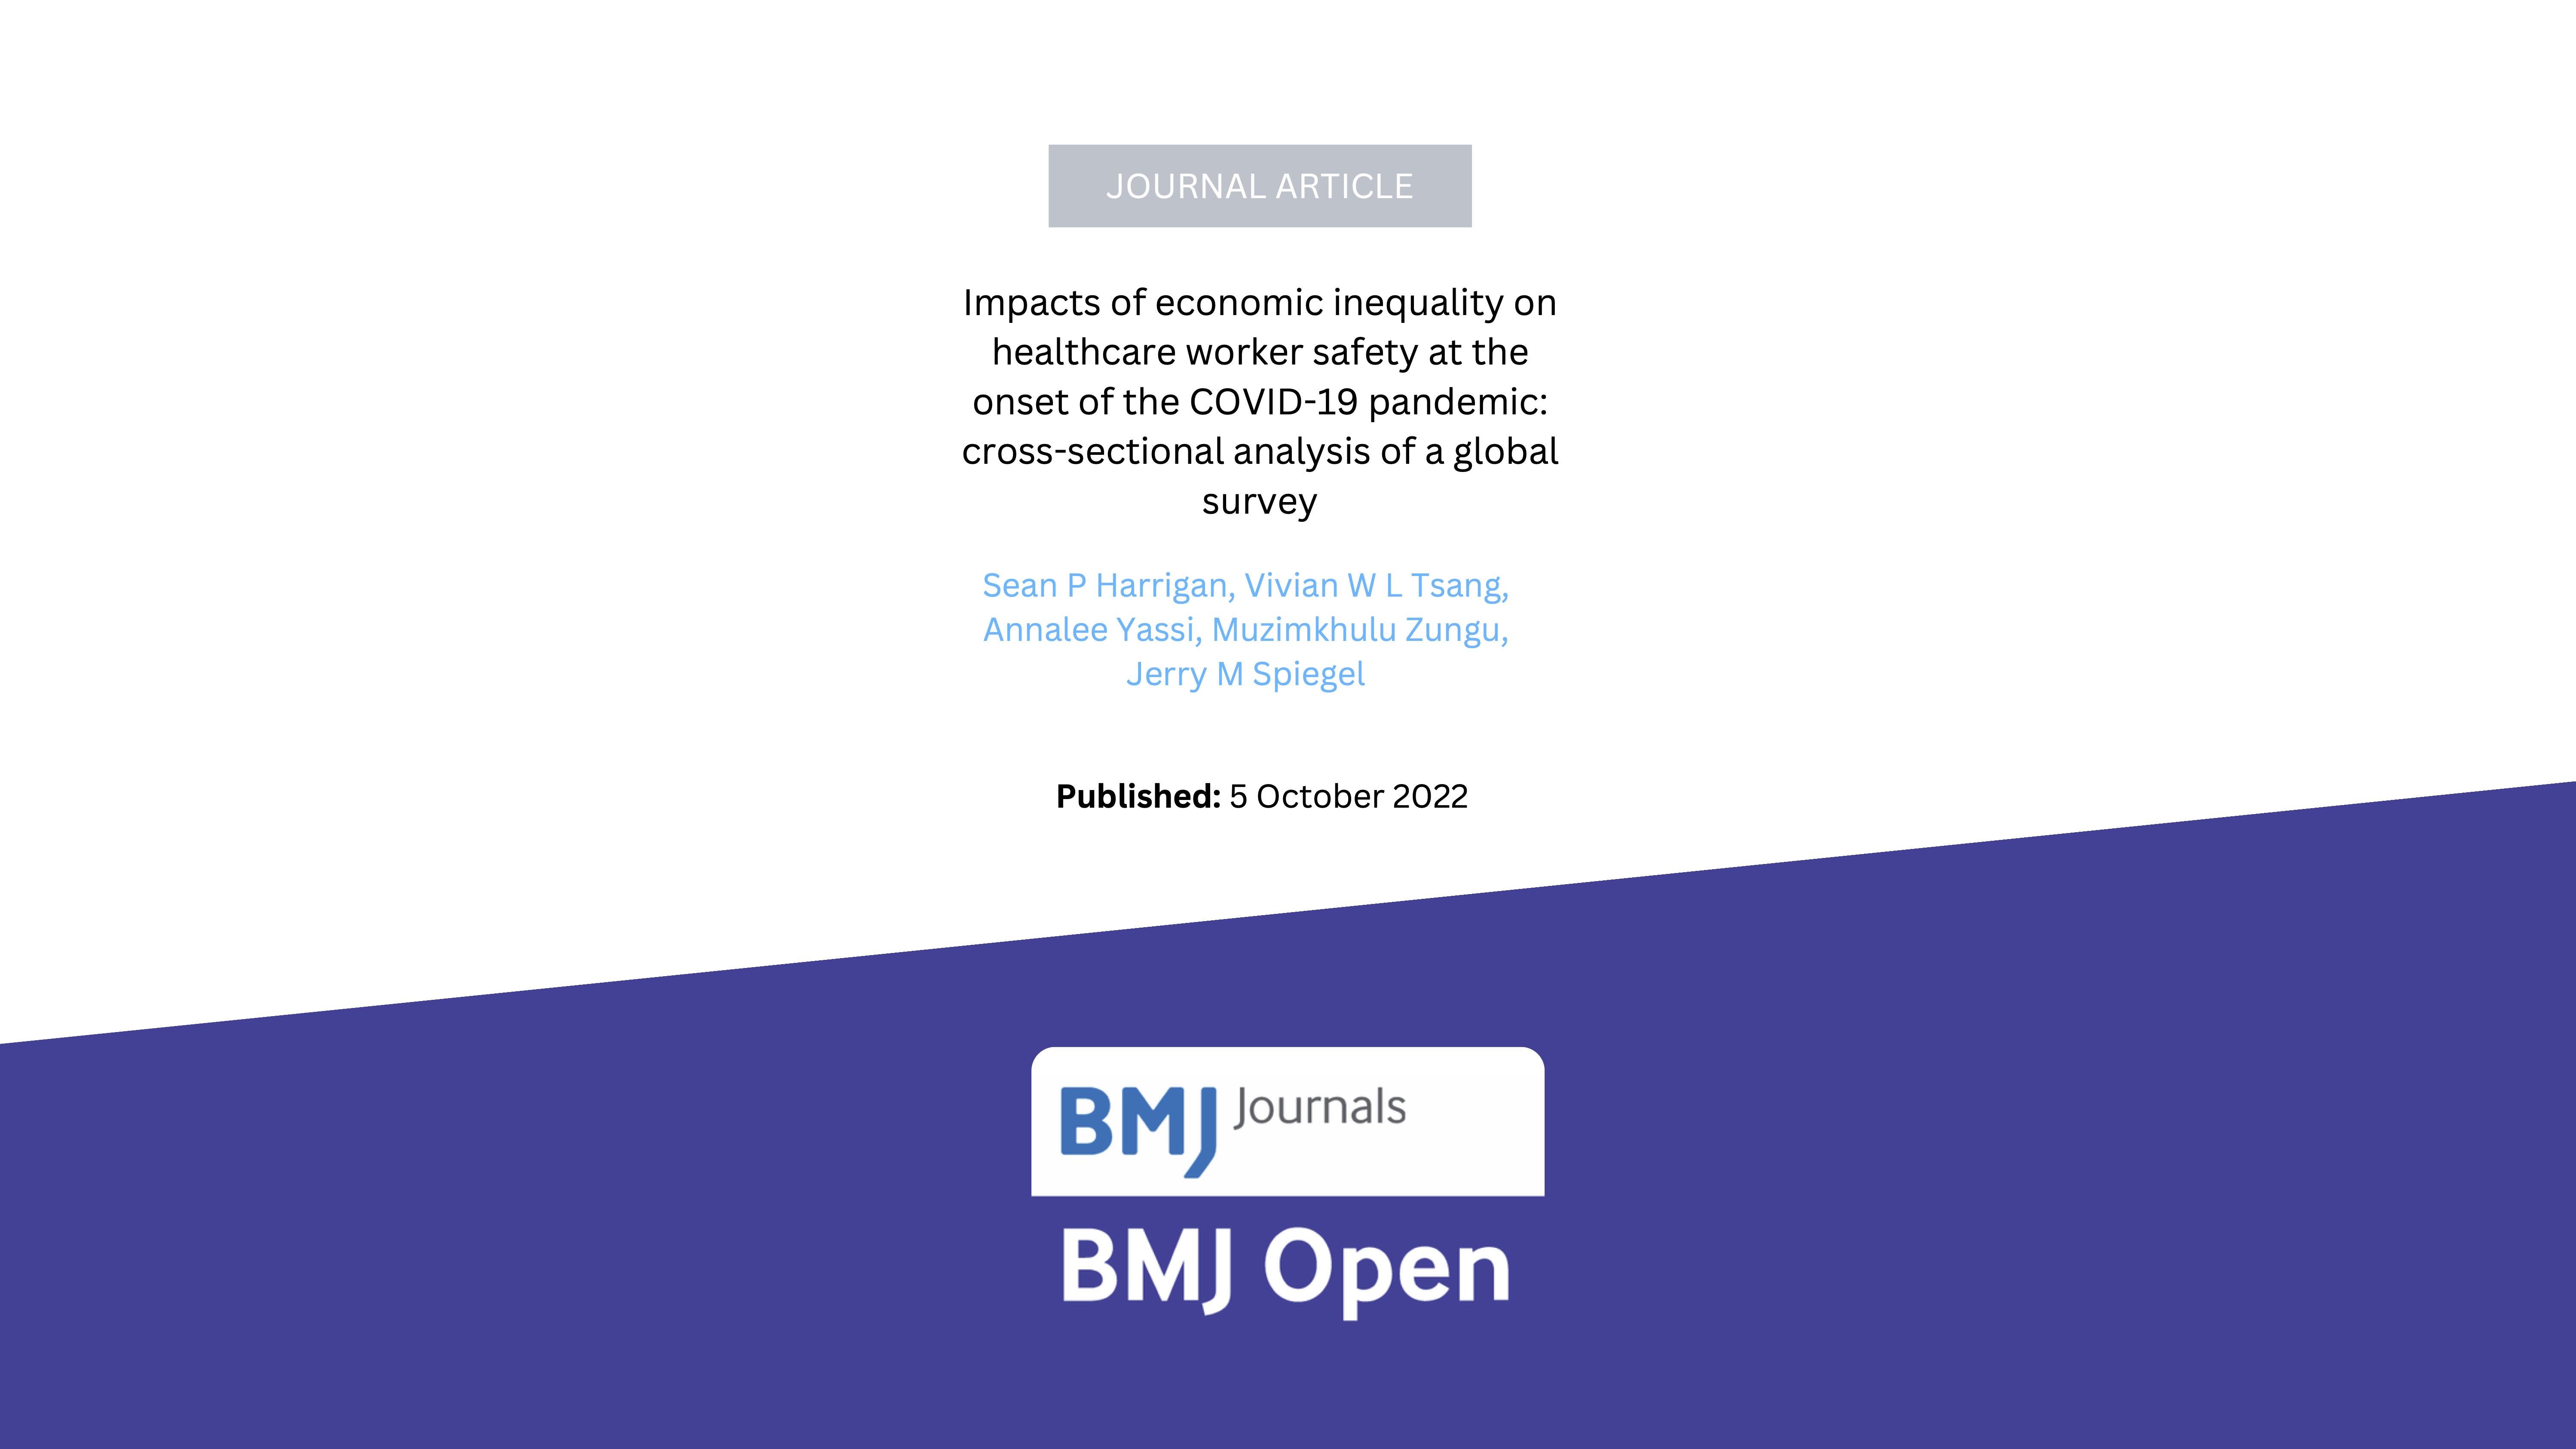 JOURNAL ARTICLE
Impacts of economic inequality on
healthcare worker safety at the
onset of the COVID-19 pandemic:
cross-sectional analysis of a global
survey
Sean P Harrigan, Vivian W L Tsang,
Annalee Yassi, Muzimkhulu Zungu,
Jerry M Spiegel
Published: 5 October 2022
BMJ Journals
BMJ Open